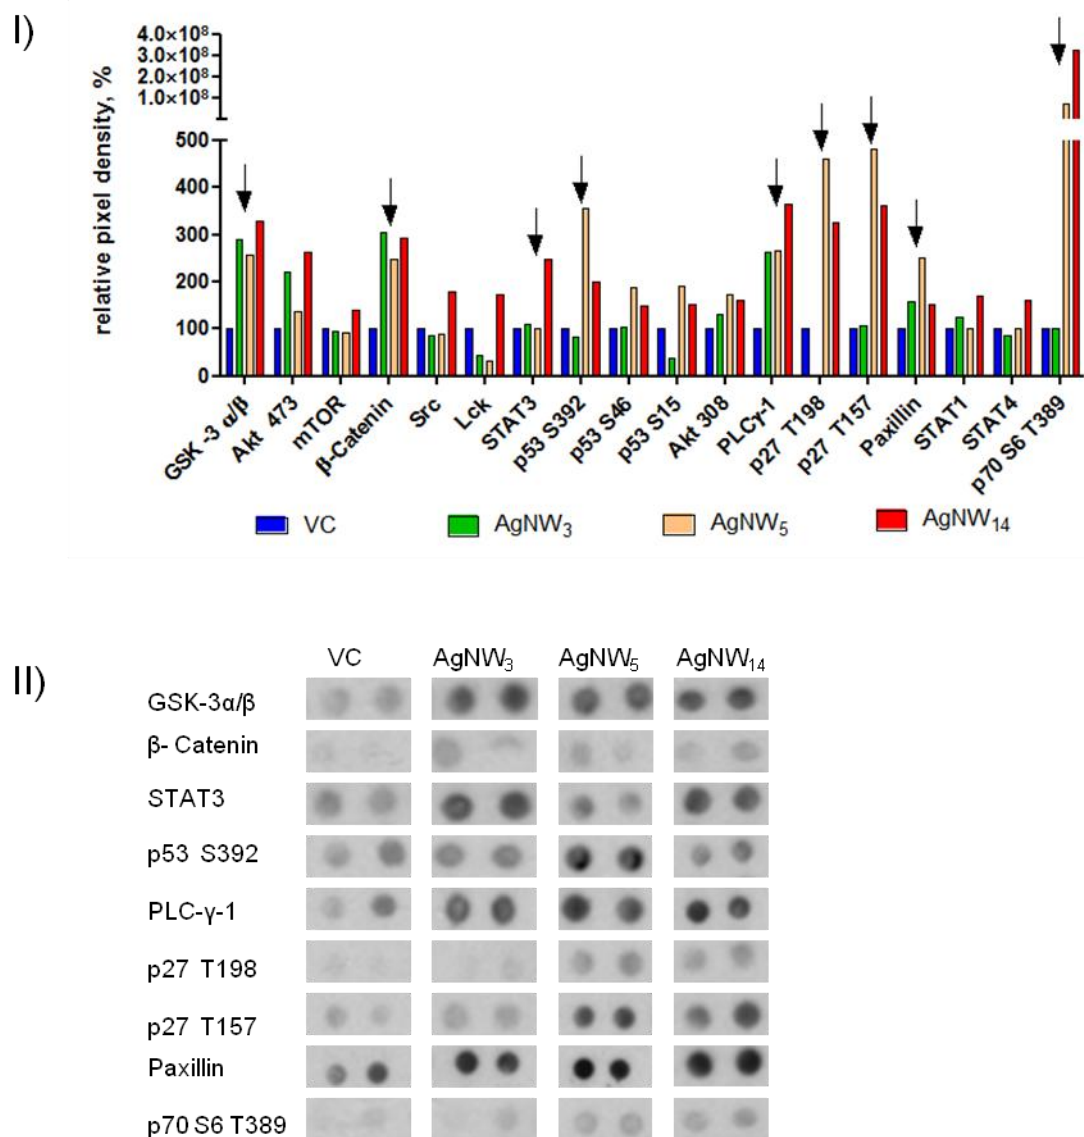 I)
relative pixel density, %
4.0×10⁸
3.0×10⁸
2.0×10⁸
1.0×10⁸
500
400
300
200
100
0
GSK -3 α/β
Akt 473
mTOR
β-Catenin
Src
Lck
STAT3
p53 S392
p53 S46
p53 S15
Akt 308
PLCγ-1
p27 T198
p27 T157
Paxillin
STAT1
STAT4
p70 S6 T389
VC AgNW₃ AgNW₅ AgNW₁₄
II)
VC AgNW₃ AgNW₅ AgNW₁₄
GSK-3α/β
β- Catenin
STAT3
p53 S392
PLC-γ-1
p27 T198
p27 T157
Paxillin
p70 S6 T389